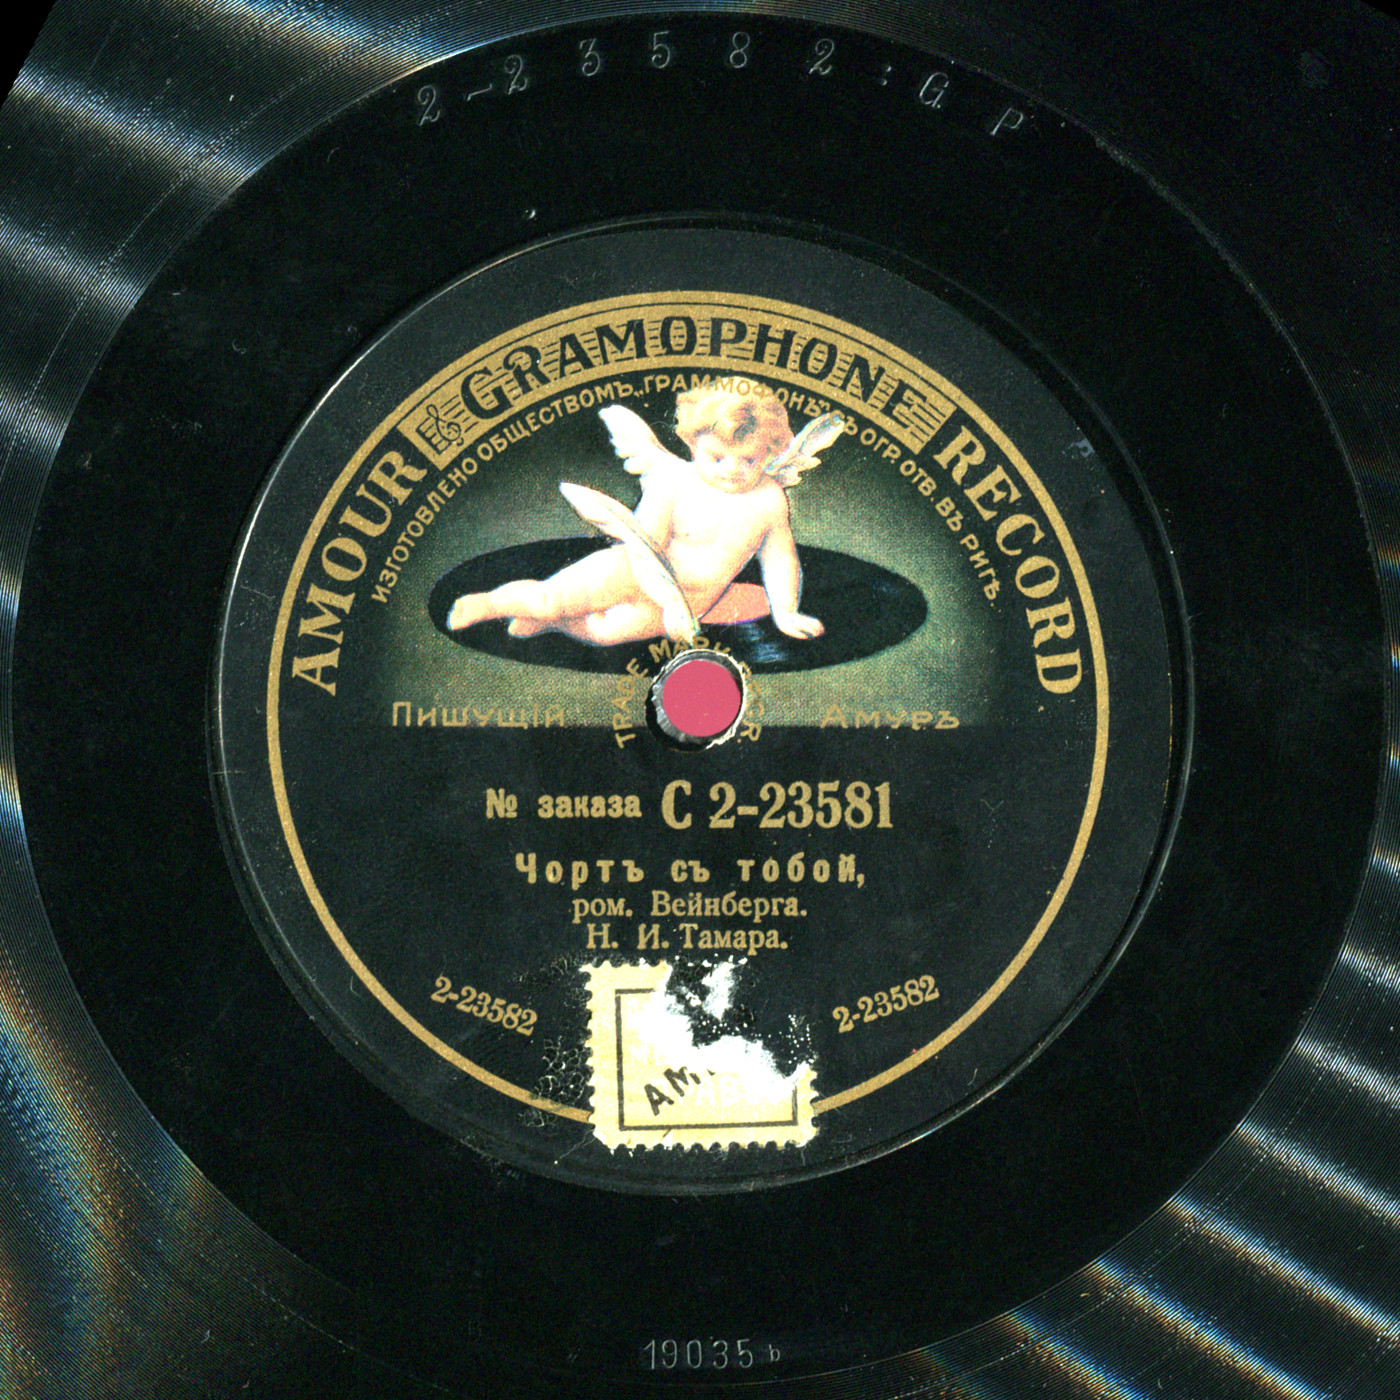 2-23582:G P
AMOUR GRAMOPHONE RECORD
ИЗГОТОВЛЕНО ОБЩЕСТВОМЪ „ГРАММОФОНЪ" СЪ ОГР. ОТВ. ВЪ РИГѢ.
TRADE MARK
Пишущій Амуръ
№ заказа С 2-23581
Чортъ съ тобой,
ром. Вейнберга.
Н. И. Тамара.
2-23582 2-23582
19035 b